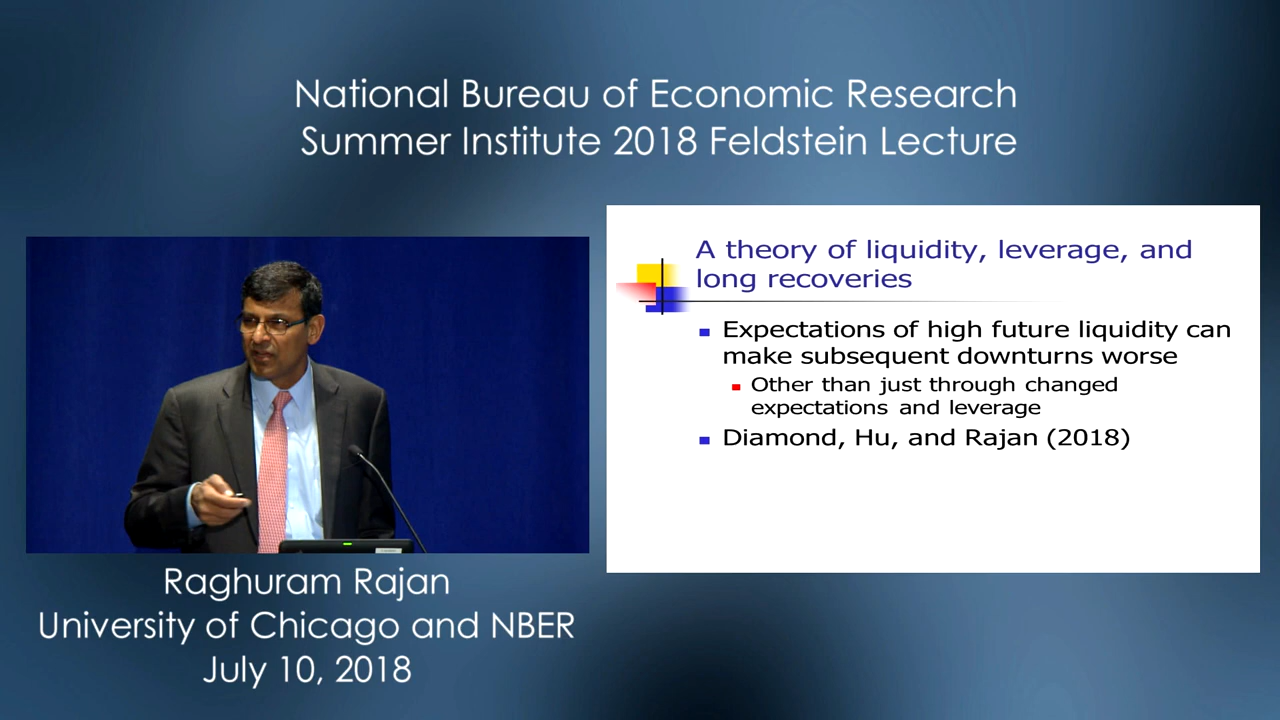 National Bureau of Economic Research
Summer Institute 2018 Feldstein Lecture
A theory of liquidity, leverage, and
long recoveries
Expectations of high future liquidity can
make subsequent downturns worse
Other than just through changed
expectations and leverage
Diamond, Hu, and Rajan (2018)
Raghuram Rajan
University of Chicago and NBER
July 10, 2018